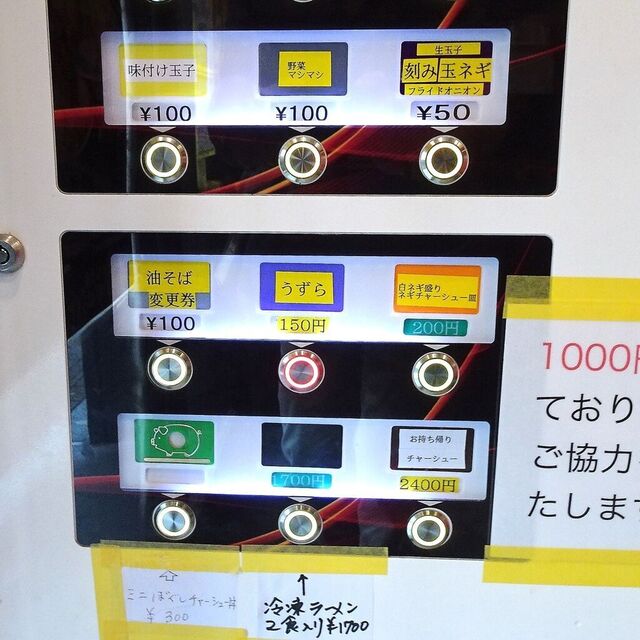 味付け玉子
¥100
野菜
マシマシ
¥100
生玉子
刻み玉ネギ
フライドオニオン
¥50
油そば
変更券
¥100
うずら
150円
白ネギ盛り
ネギチャーシュー皿
200円
1700円
お持ち帰り
チャーシュー
2400円
1000円
ており
ご協力
たします
ミニほぐしチャーシュー丼
¥300
↑
冷凍ラーメン
2食入り¥1700